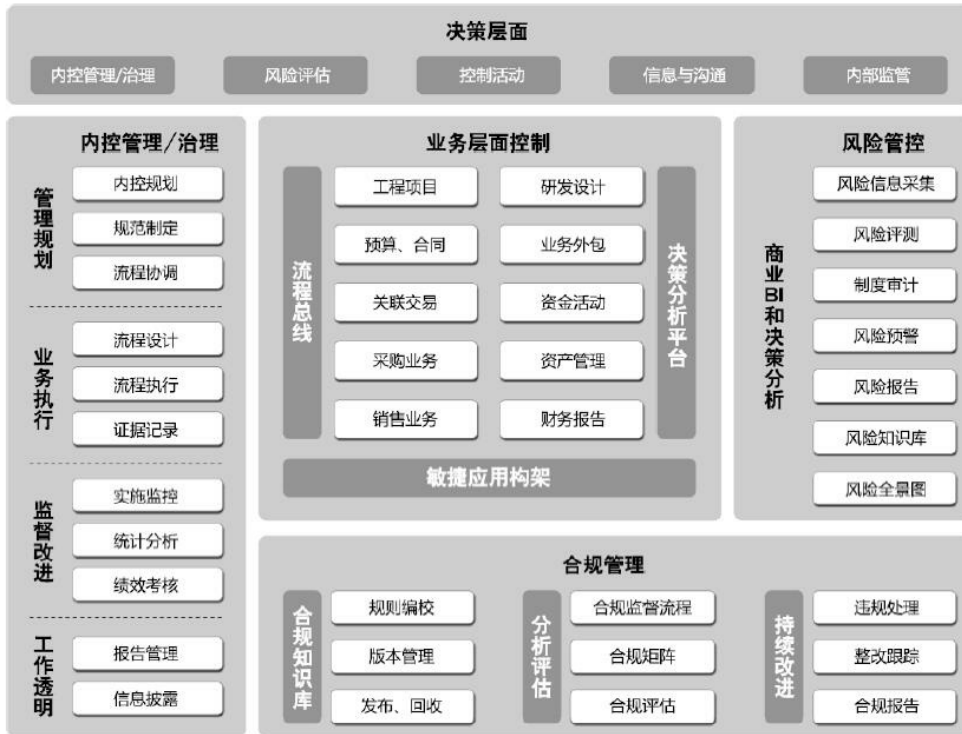 决策层面
内控管理/治理
风险评估
控制活动
信息与沟通
内部监管
内控管理/治理
管理规划
内控规划
规范制定
流程协调
业务执行
流程设计
流程执行
证据记录
监督改进
实施监控
统计分析
绩效考核
工作透明
报告管理
信息披露
业务层面控制
流程总线
工程项目
研发设计
预算、合同
业务外包
关联交易
资金活动
采购业务
资产管理
销售业务
财务报告
决策分析平台
敏捷应用构架
风险管控
商业BI和决策分析
风险信息采集
风险评测
制度审计
风险预警
风险报告
风险知识库
风险全景图
合规管理
合规知识库
规则编校
版本管理
发布、回收
分析评估
合规监督流程
合规矩阵
合规评估
持续改进
违规处理
整改跟踪
合规报告